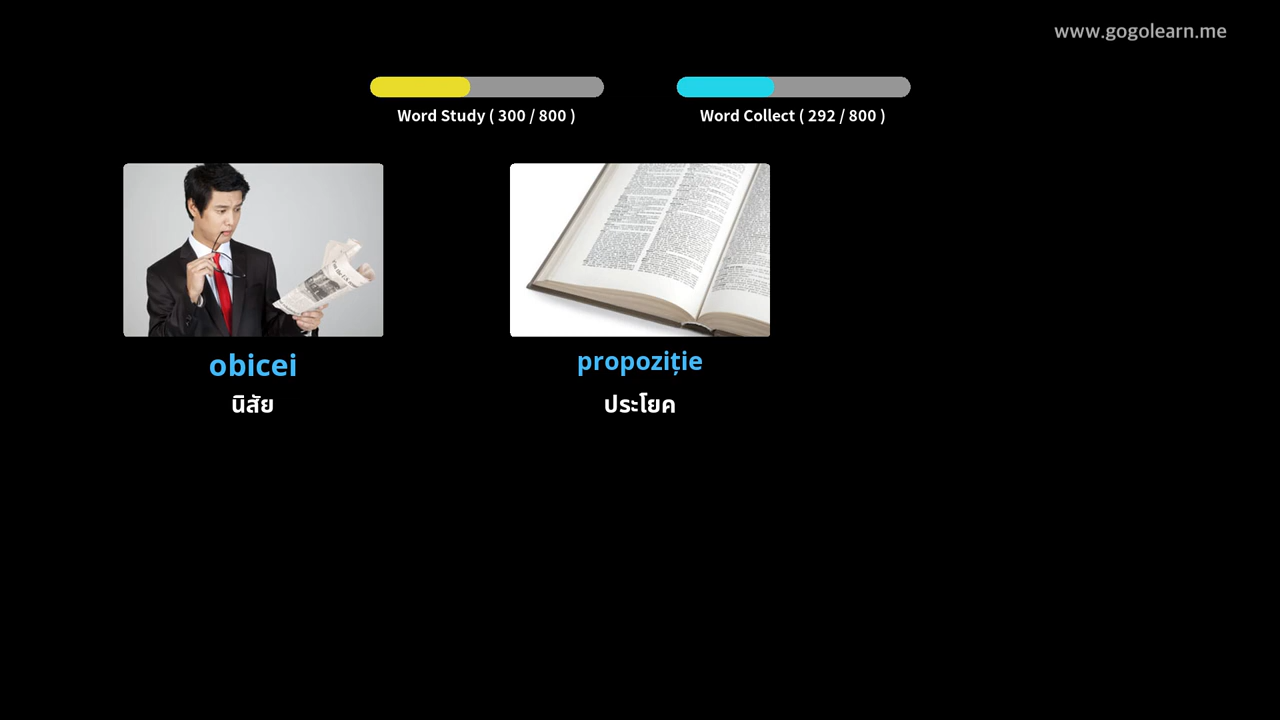 www.gogolearn.me
Word Study ( 300 / 800 )
Word Collect ( 292 / 800 )
obicei
นิสัย
propoziție
ประโยค